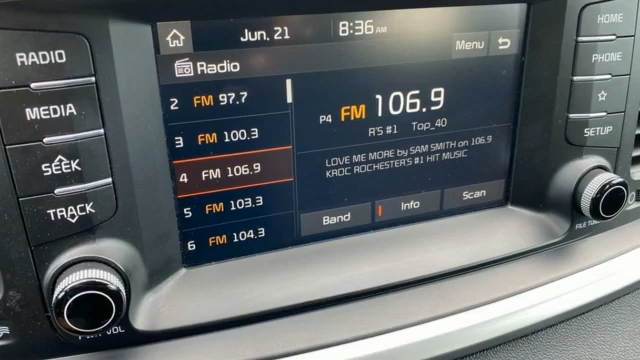 RADIO
MEDIA
SEEK
TRACK
VOL
Jun. 21
8:36 AM
Menu
Radio
2 FM 97.7
3 FM 100.3
4 FM 106.9
5 FM 103.3
6 FM 104.3
P4 FM 106.9
R'S #1 Top_40
LOVE ME MORE by SAM SMITH on 106.9
KROC ROCHESTER'S #1 HIT MUSIC
Band
Info
Scan
HOME
PHONE
SETUP
FILE